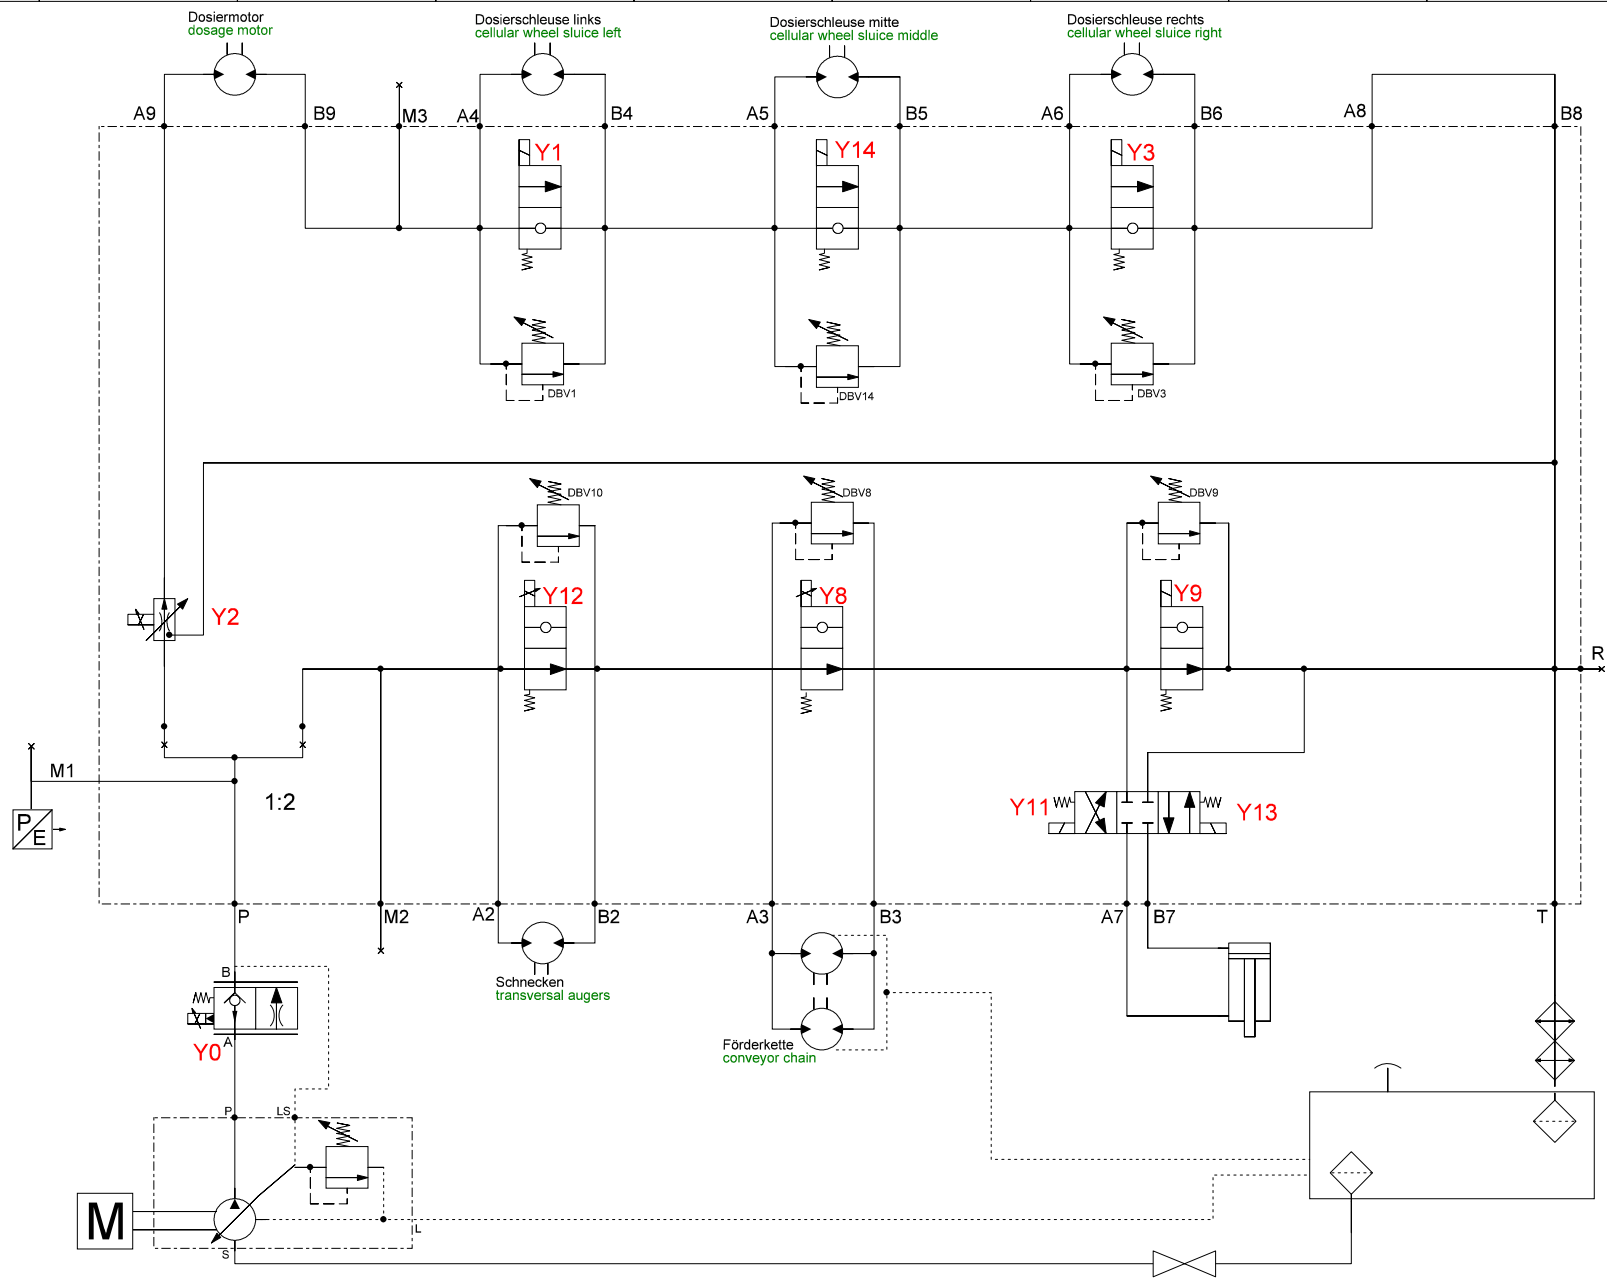 Dosiermotor
dosage motor
Dosierschleuse links
cellular wheel sluice left
Dosierschleuse mitte
cellular wheel sluice middle
Dosierschleuse rechts
cellular wheel sluice right
A9
B9
M3
A4
B4
A5
B5
A6
B6
A8
B8
Y1
Y14
Y3
DBV1
DBV14
DBV3
DBV10
DBV8
DBV9
Y12
Y8
Y9
Y2
R
M1
1:2
P
E
Y11
Y13
P
M2
A2
B2
A3
B3
A7
B7
T
B
Schnecken
transversal augers
Y0
A
Förderkette
conveyor chain
P
LS
M
L
S